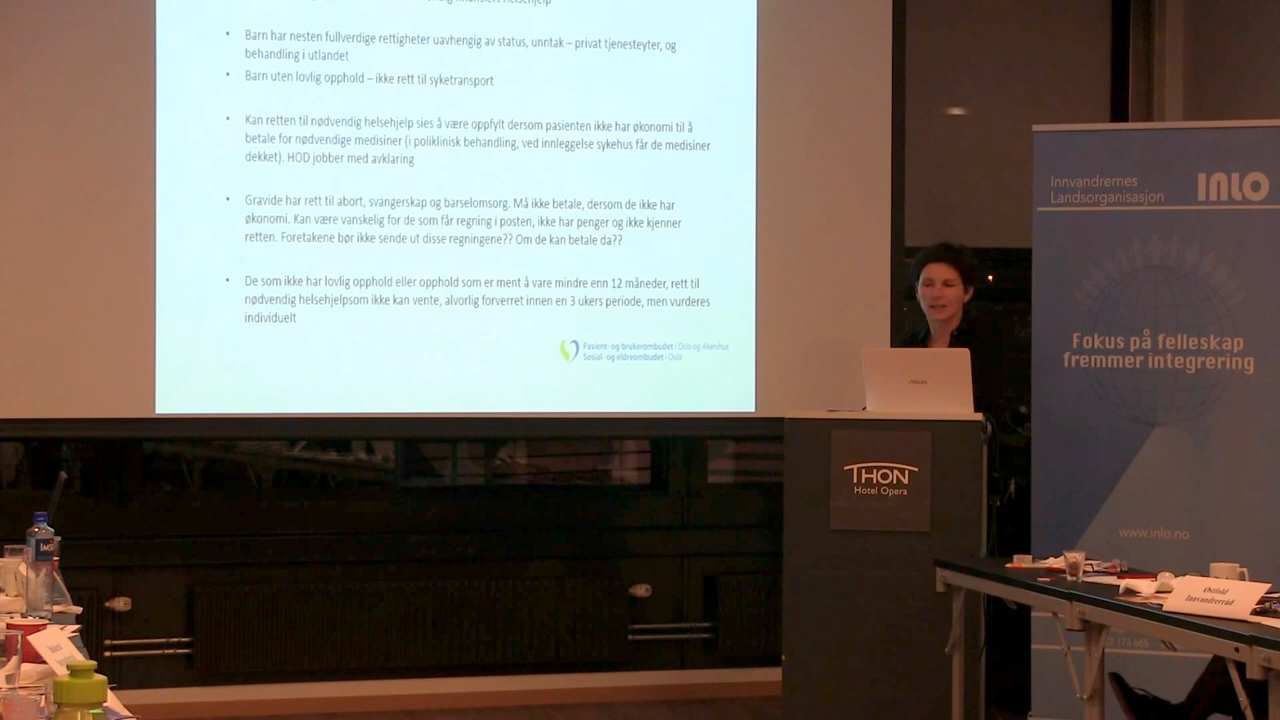 Barn har nesten fullverdige rettigheter uavhengig av status, unntak – privat tjenesteyter, og
behandling i utlandet
Barn uten lovlig opphold – ikke rett til syketransport
Kan retten til nødvendig helsehjelp sies å være oppfylt dersom pasienten ikke har økonomi til å
betale for nødvendige medisiner (i poliklinisk behandling, ved innleggelse sykehus får de medisiner
dekket). HOD jobber med avklaring
Gravide har rett til abort, svangerskap og barselomsorg. Må ikke betale, dersom de ikke har
økonomi. Kan være vanskelig for de som får regning i posten, ikke har penger og ikke kjenner
retten. Foretakene bør ikke sende ut disse regningene?? Om de kan betale da??
De som ikke har lovlig opphold eller opphold som er ment å vare mindre enn 12 måneder, rett til
nødvendig helsehjelpsom ikke kan vente, alvorlig forverret innen en 3 ukers periode, men vurderes
individuelt
Pasient- og brukerombudet / Oslo og Akershus
Sosial- og eldreombudet / Oslo
Innvandrernes
Landsorganisasjon
INLO
Fokus på felleskap
fremmer integrering
www.inlo.no
ASUS
THON
Hotel Opera
Østfold
Innvandrerråd